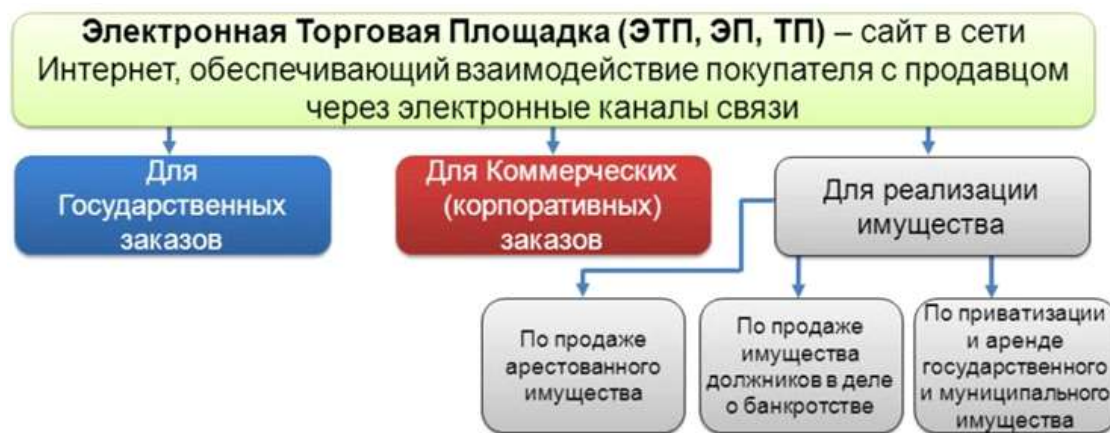 Электронная Торговая Площадка (ЭТП, ЭП, ТП) – сайт в сети
Интернет, обеспечивающий взаимодействие покупателя с продавцом
через электронные каналы связи
Для
Государственных
заказов
Для Коммерческих
(корпоративных)
заказов
Для реализации
имущества
По продаже
арестованного
имущества
По продаже
имущества
должников в деле
о банкротстве
По приватизации
и аренде
государственного
и муниципального
имущества